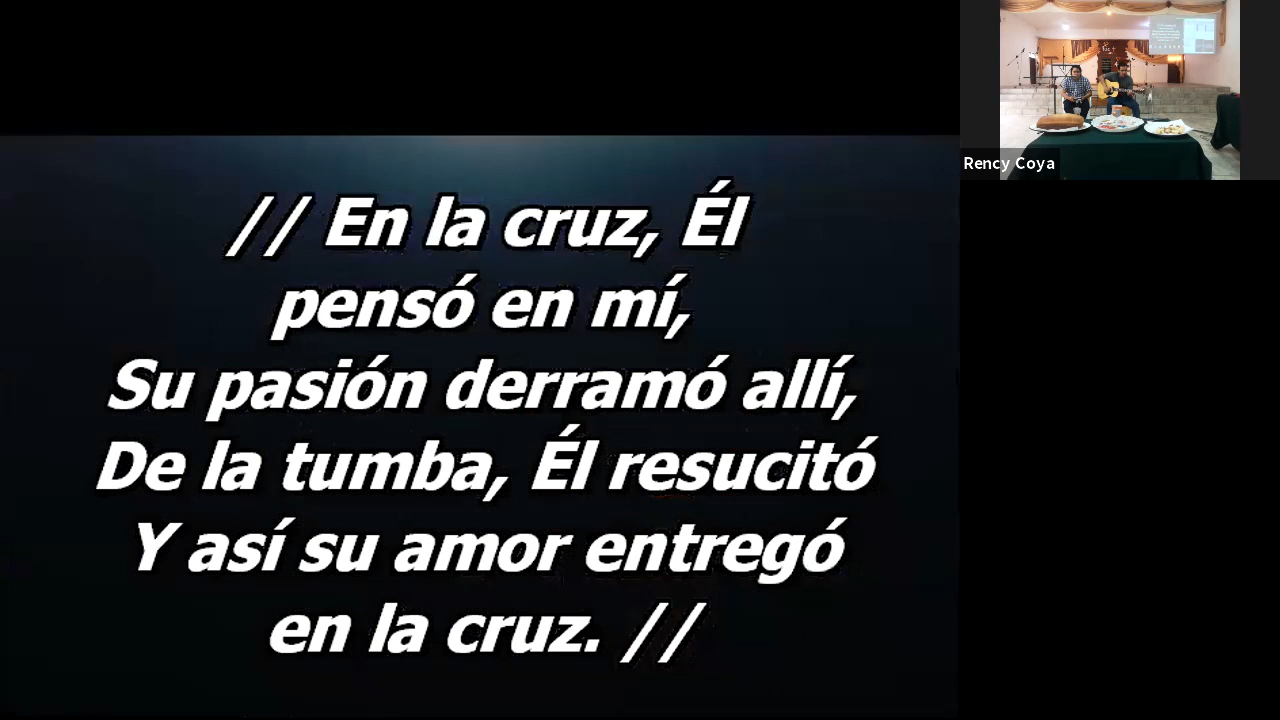 // En la cruz, Él
pensó en mí,
Su pasión derramó allí,
De la tumba, Él resucitó
Y así su amor entregó
en la cruz. //
Rency Coya